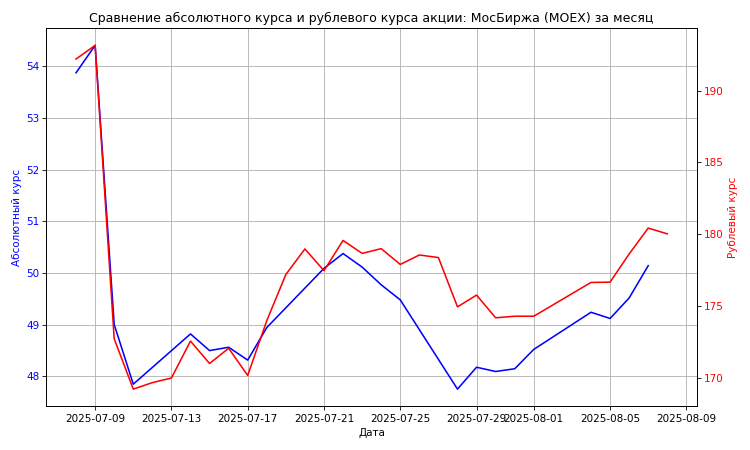 Сравнение абсолютного курса и рублевого курса акции: МосБиржа (MOEX) за месяц
54
53
52
51
50
49
48
Абсолютный курс
190
185
180
175
170
Рублевый курс
2025-07-09 2025-07-13 2025-07-17 2025-07-21 2025-07-25 2025-07-29 2025-08-01 2025-08-05 2025-08-09
Дата